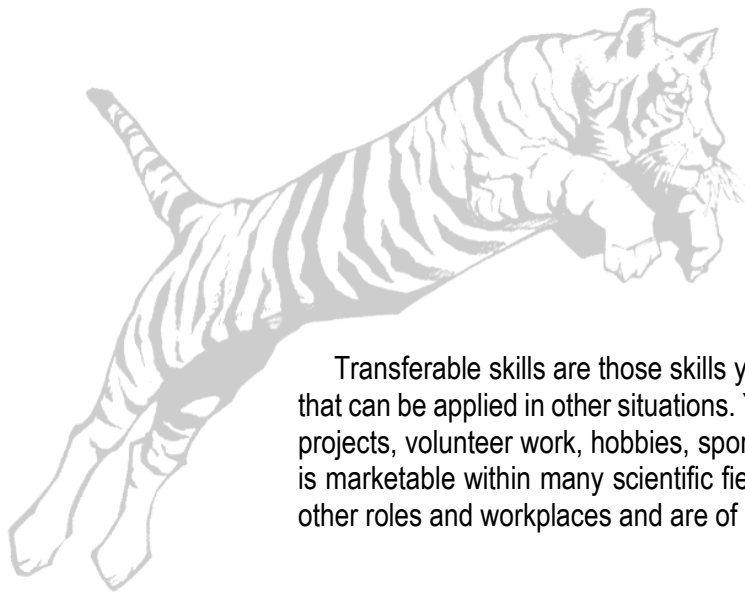 Transferable skills are those skills y
that can be applied in other situations.
projects, volunteer work, hobbies, spor
is marketable within many scientific fie
other roles and workplaces and are of